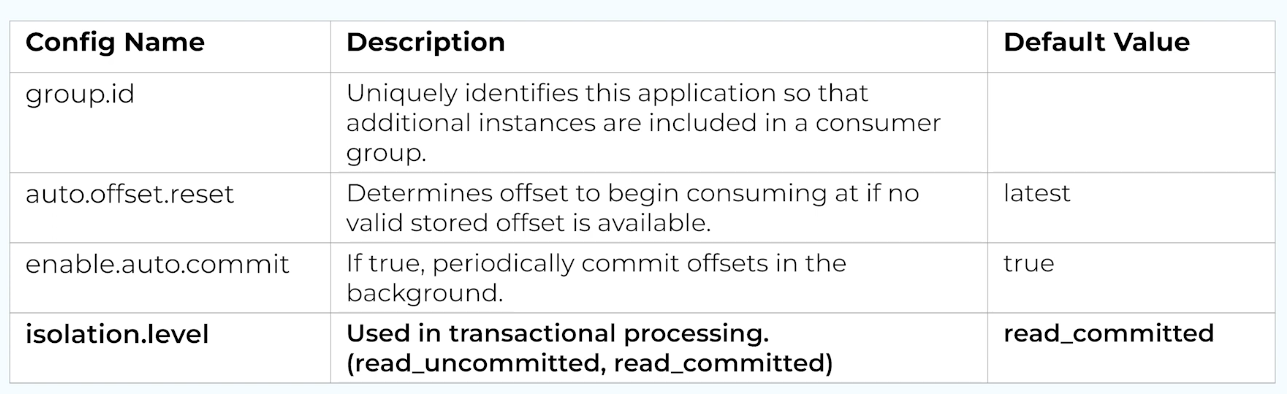 Config Name Description Default Value
group.id Uniquely identifies this application so that
additional instances are included in a consumer
group.
auto.offset.reset Determines offset to begin consuming at if no latest
valid stored offset is available.
enable.auto.commit If true, periodically commit offsets in the true
background.
isolation.level Used in transactional processing. read_committed
(read_uncommitted, read_committed)